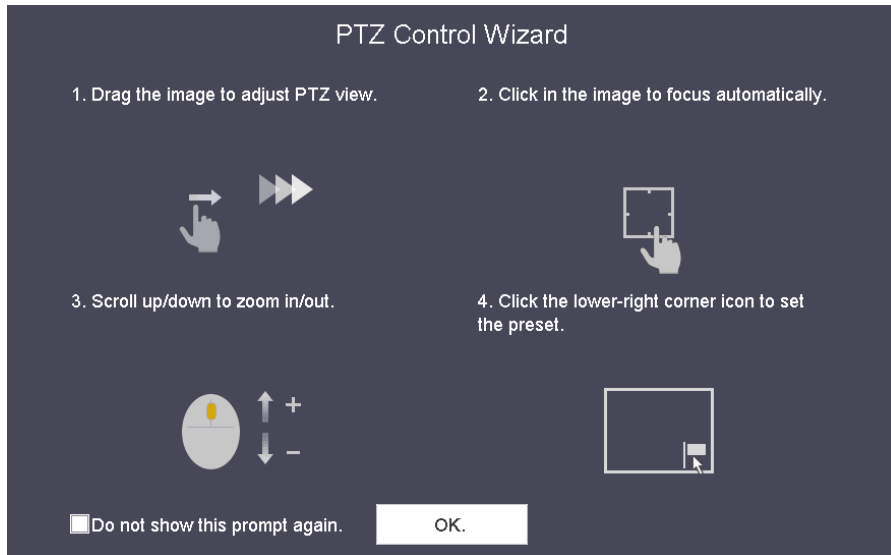 PTZ Control Wizard
1. Drag the image to adjust PTZ view.
2. Click in the image to focus automatically.
3. Scroll up/down to zoom in/out.
4. Click the lower-right corner icon to set
the preset.
Do not show this prompt again.
OK.